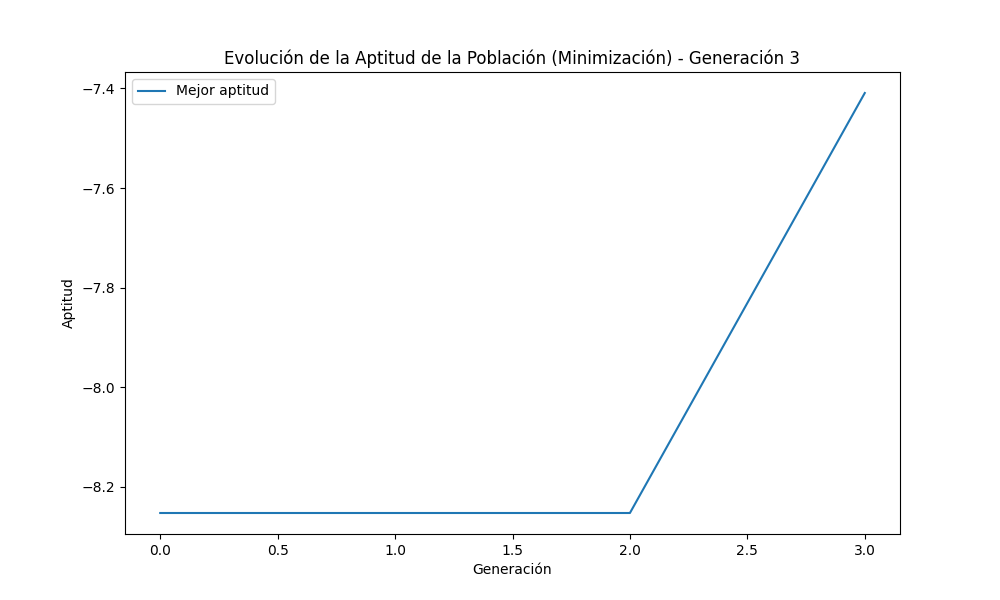 Evolución de la Aptitud de la Población (Minimización) - Generación 3
Mejor aptitud
−7.4
−7.6
−7.8
−8.0
−8.2
Aptitud
0.0 0.5 1.0 1.5 2.0 2.5 3.0
Generación